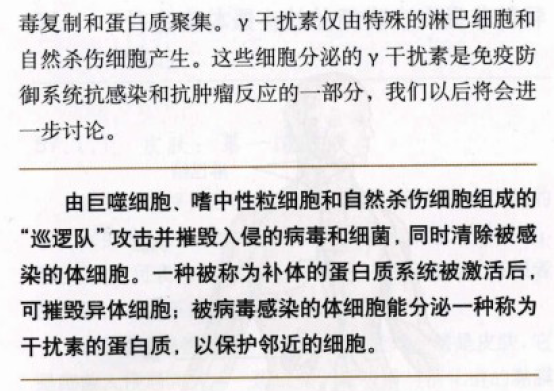 毒复制和蛋白质聚集。γ 干扰素仅由特殊的淋巴细胞和
自然杀伤细胞产生。这些细胞分泌的 γ 干扰素是免疫防
御系统抗感染和抗肿瘤反应的一部分，我们以后将会进
一步讨论。
由巨噬细胞、嗜中性粒细胞和自然杀伤细胞组成的
“巡逻队”攻击并摧毁入侵的病毒和细菌，同时清除被感
染的体细胞。一种被称为补体的蛋白质系统被激活后，
可摧毁异体细胞；被病毒感染的体细胞能分泌一种称为
干扰素的蛋白质，以保护邻近的细胞。